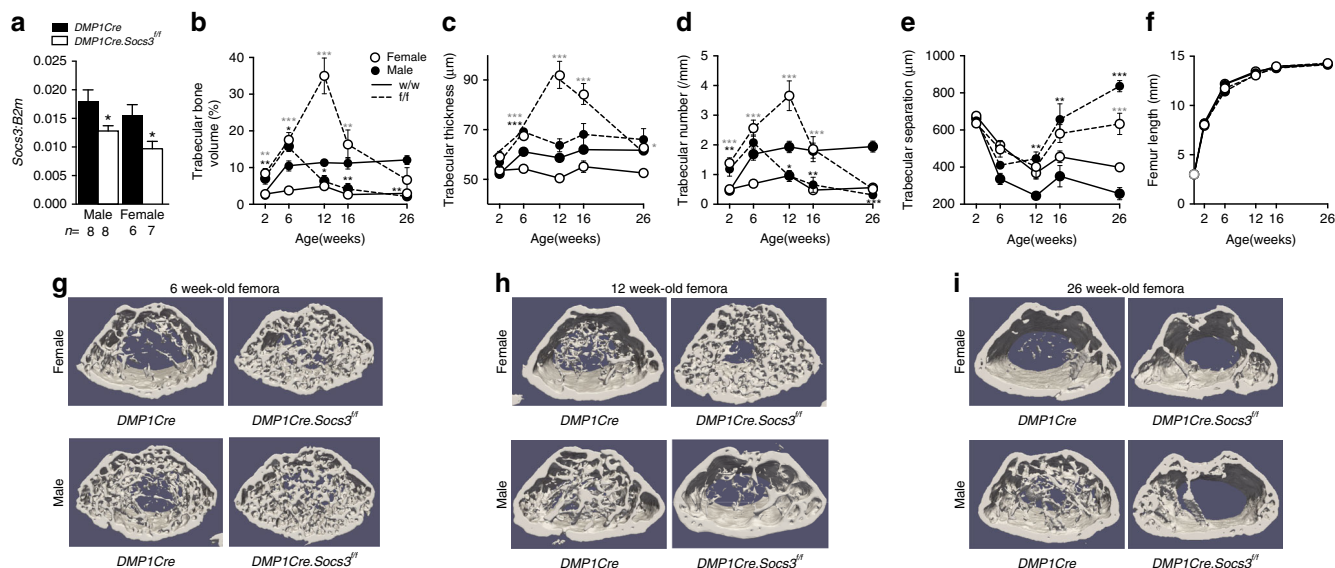 a
DMP1Cre
DMP1Cre.Socs3f/f
Socs3:B2m
0.025
0.020
0.015
0.010
0.005
0.000
*
*
Male Female
n= 8 8 6 7
b
Trabecular bone
volume (%)
40
30
20
10
0
***
***
*
**
**
**
*
**
**
Female
Male
w/w
f/f
2 6 12 16 26
Age(weeks)
c
Trabecular thickness (µm)
90
70
50
***
***
***
***
*
2 6 12 16 26
Age(weeks)
d
Trabecular number (/mm)
5
4
3
2
1
0
***
***
***
**
*
***
*
**
***
2 6 12 16 26
Age(weeks)
e
Trabecular separation (µm)
1000
800
600
400
200
**
**
***
***
2 6 12 16 26
Age(weeks)
f
Femur length (mm)
15
10
5
0
2 6 12 16 26
Age(weeks)
g
6 week-old femora
Female
DMP1Cre
DMP1Cre.Socs3f/f
Male
DMP1Cre
DMP1Cre.Socs3f/f
h
12 week-old femora
Female
DMP1Cre
DMP1Cre.Socs3f/f
Male
DMP1Cre
DMP1Cre.Socs3f/f
i
26 week-old femora
Female
DMP1Cre
DMP1Cre.Socs3f/f
Male
DMP1Cre
DMP1Cre.Socs3f/f